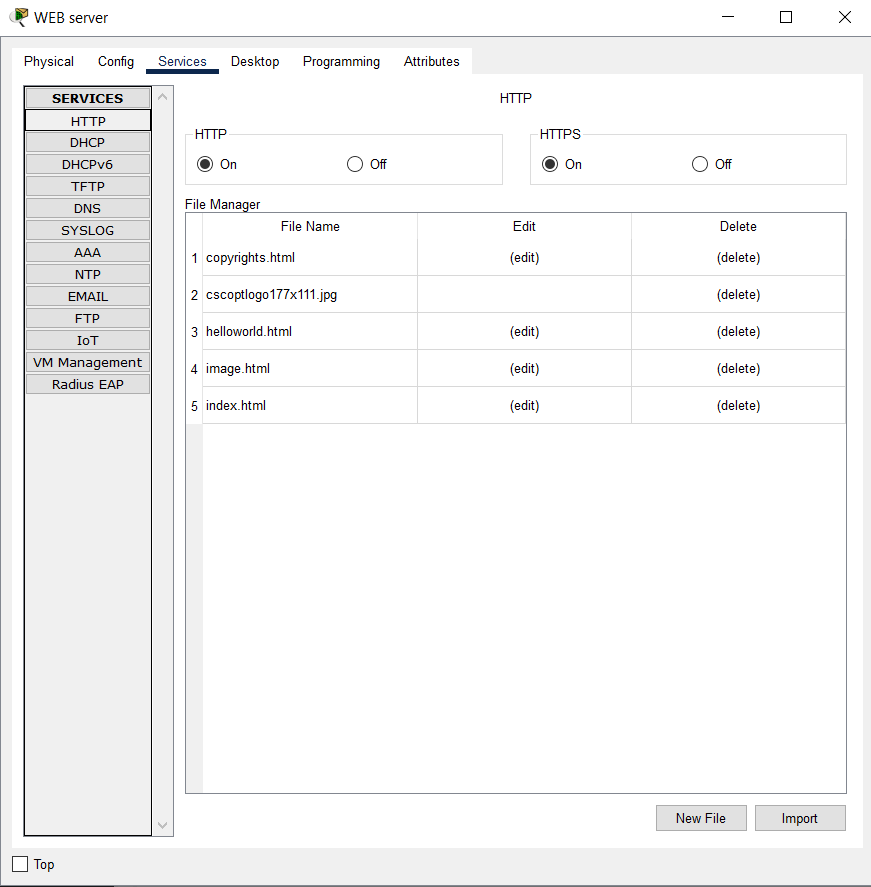 WEB server
Physical Config Services Desktop Programming Attributes
SERVICES
HTTP
DHCP
DHCPv6
TFTP
DNS
SYSLOG
AAA
NTP
EMAIL
FTP
IoT
VM Management
Radius EAP
HTTP
HTTP
On Off
HTTPS
On Off
File Manager
File Name Edit Delete
1 copyrights.html (edit) (delete)
2 cscoptlogo177x111.jpg (delete)
3 helloworld.html (edit) (delete)
4 image.html (edit) (delete)
5 index.html (edit) (delete)
New File Import
Top